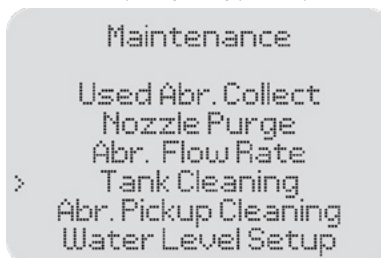 Maintenance
Used Abr. Collect
Nozzle Purge
Abr. Flow Rate
> Tank Cleaning
Abr. Pickup Cleaning
Water Level Setup